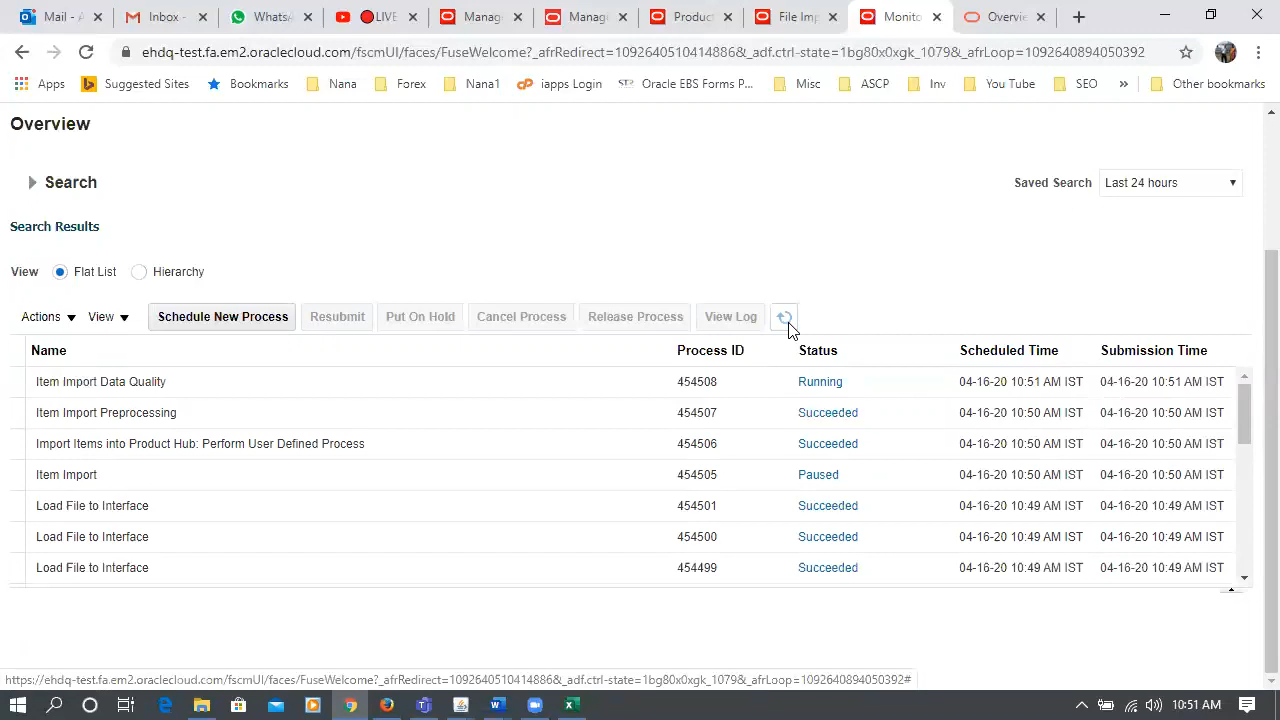 Mail - A
Inbox -
WhatsA
LIVE
Manage
Manage
Product
File Imp
Monito
Overvie
ehdq-test.fa.em2.oraclecloud.com/fscmUI/faces/FuseWelcome?_afrRedirect=10926405104148868&_adf.ctrl-state=1bg80x0xgk_1079&_afrLoop=1092640894050392
Apps Suggested Sites Bookmarks Nana Forex Nana1 iapps Login Oracle EBS Forms P... Misc ASCP Inv You Tube SEO » Other bookmarks
Overview
Search
Saved Search Last 24 hours
Search Results
View Flat List Hierarchy
Actions View Schedule New Process Resubmit Put On Hold Cancel Process Release Process View Log
Name Process ID Status Scheduled Time Submission Time
Item Import Data Quality 454508 Running 04-16-20 10:51 AM IST 04-16-20 10:51 AM IST
Item Import Preprocessing 454507 Succeeded 04-16-20 10:50 AM IST 04-16-20 10:50 AM IST
Import Items into Product Hub: Perform User Defined Process 454506 Succeeded 04-16-20 10:50 AM IST 04-16-20 10:50 AM IST
Item Import 454505 Paused 04-16-20 10:50 AM IST 04-16-20 10:50 AM IST
Load File to Interface 454501 Succeeded 04-16-20 10:49 AM IST 04-16-20 10:49 AM IST
Load File to Interface 454500 Succeeded 04-16-20 10:49 AM IST 04-16-20 10:49 AM IST
Load File to Interface 454499 Succeeded 04-16-20 10:49 AM IST 04-16-20 10:49 AM IST
https://ehdq-test.fa.em2.oraclecloud.com/fscmUI/faces/FuseWelcome?_afrRedirect=10926405104148868&_adf.ctrl-state=1bg80x0xgk_1079&_afrLoop=1092640894050392#
10:51 AM